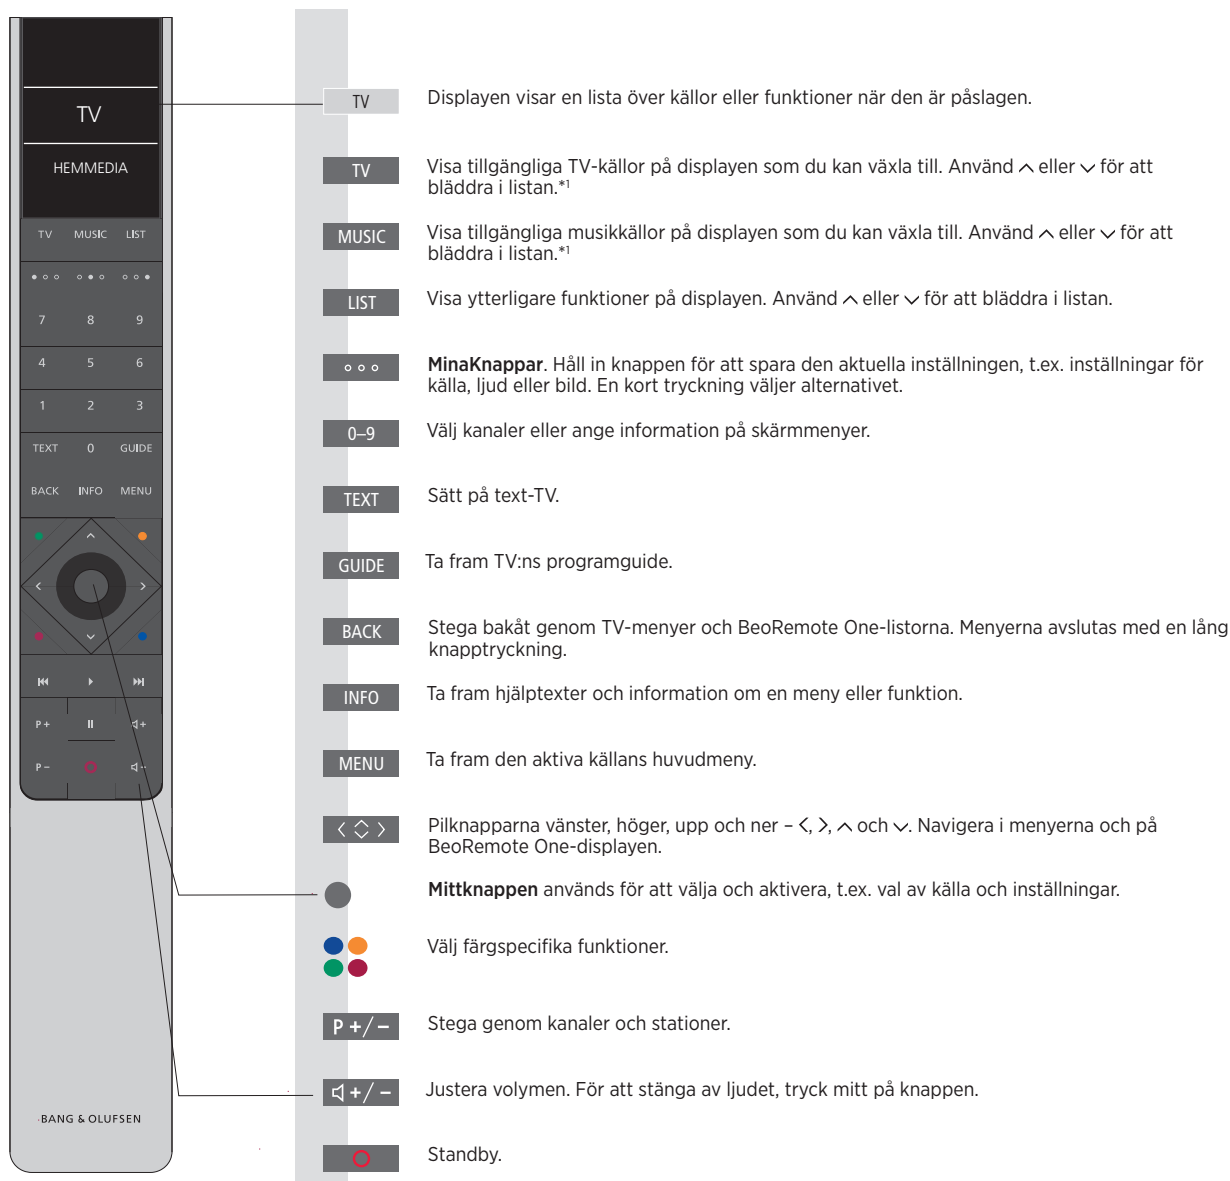 TV
HEMMEDIA
TV MUSIC LIST
7 8 9
4 5 6
1 2 3
TEXT 0 GUIDE
BACK INFO MENU
P +
P –
BANG & OLUFSEN
TV Displayen visar en lista över källor eller funktioner när den är påslagen.
TV Visa tillgängliga TV-källor på displayen som du kan växla till. Använd ︿ eller ﹀ för att
bläddra i listan.*¹
MUSIC Visa tillgängliga musikkällor på displayen som du kan växla till. Använd ︿ eller ﹀ för att
bläddra i listan.*¹
LIST Visa ytterligare funktioner på displayen. Använd ︿ eller ﹀ för att bläddra i listan.
MinaKnappar. Håll in knappen för att spara den aktuella inställningen, t.ex. inställningar för
källa, ljud eller bild. En kort tryckning väljer alternativet.
0–9 Välj kanaler eller ange information på skärmmenyer.
TEXT Sätt på text-TV.
GUIDE Ta fram TV:ns programguide.
BACK Stega bakåt genom TV-menyer och BeoRemote One-listorna. Menyerna avslutas med en lång
knapptryckning.
INFO Ta fram hjälptexter och information om en meny eller funktion.
MENU Ta fram den aktiva källans huvudmeny.
Pilknapparna vänster, höger, upp och ner – 〈, 〉, ︿ och ﹀. Navigera i menyerna och på
BeoRemote One-displayen.
Mittknappen används för att välja och aktivera, t.ex. val av källa och inställningar.
Välj färgspecifika funktioner.
P +/– Stega genom kanaler och stationer.
+/– Justera volymen. För att stänga av ljudet, tryck mitt på knappen.
Standby.